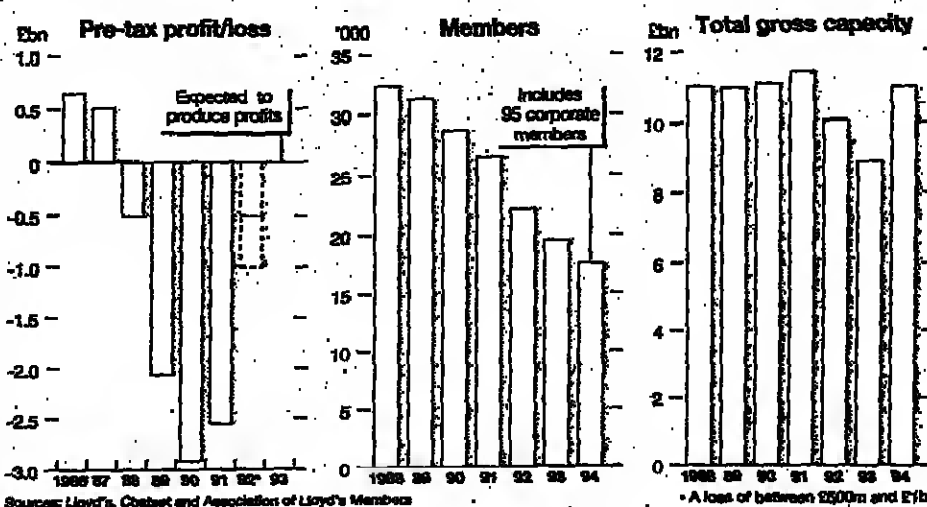 £bn Pre-tax profit/loss
1.0
0.5
0
-0.5
-1.0
-1.5
-2.0
-2.5
-3.0
Expected to
produce profits
1986 87 88 89 90 91 92* 93
'000 Members
35
30
25
20
15
10
5
0
Includes
95 corporate
members
1988 89 90 91 92 93 94
£bn Total gross capacity
12
10
8
6
4
2
0
1988 89 90 91 92 93 94
Sources: Lloyd's, Chatset and Association of Lloyd's Members
* A loss of between £500m and £1b